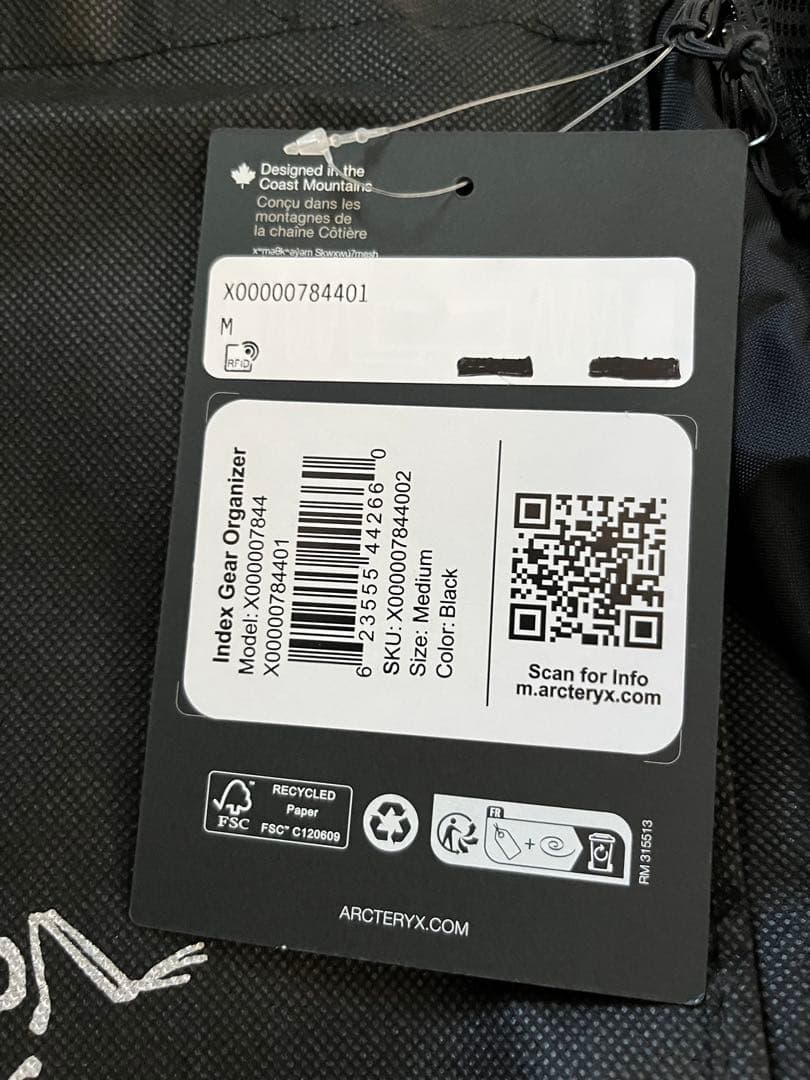 Designed in the
Coast Mountains
Conçu dans les
montagnes de
la chaîne Côtière
X00000784401
M
RFID
Index Gear Organizer
Model: X000007844
X00000784401
6 23555 44266 0
SKU: X000007844002
Size: Medium
Color: Black
Scan for Info
m.arcteryx.com
FSC
RECYCLED
Paper
FSC™ C120609
FR
RM 315513
ARCTERYX.COM